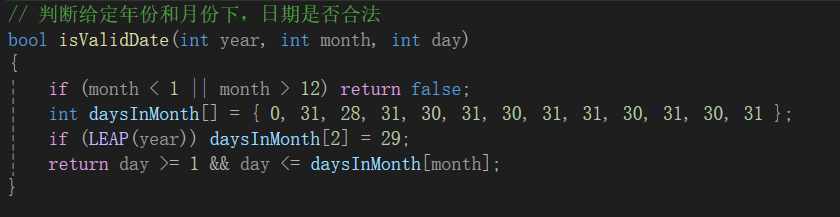 // 判断给定年份和月份下，日期是否合法
bool isValidDate(int year, int month, int day)
{
if (month < 1 || month > 12) return false;
int daysInMonth[] = { 0, 31, 28, 31, 30, 31, 30, 31, 31, 30, 31, 30, 31 };
if (LEAP(year)) daysInMonth[2] = 29;
return day >= 1 && day <= daysInMonth[month];
}